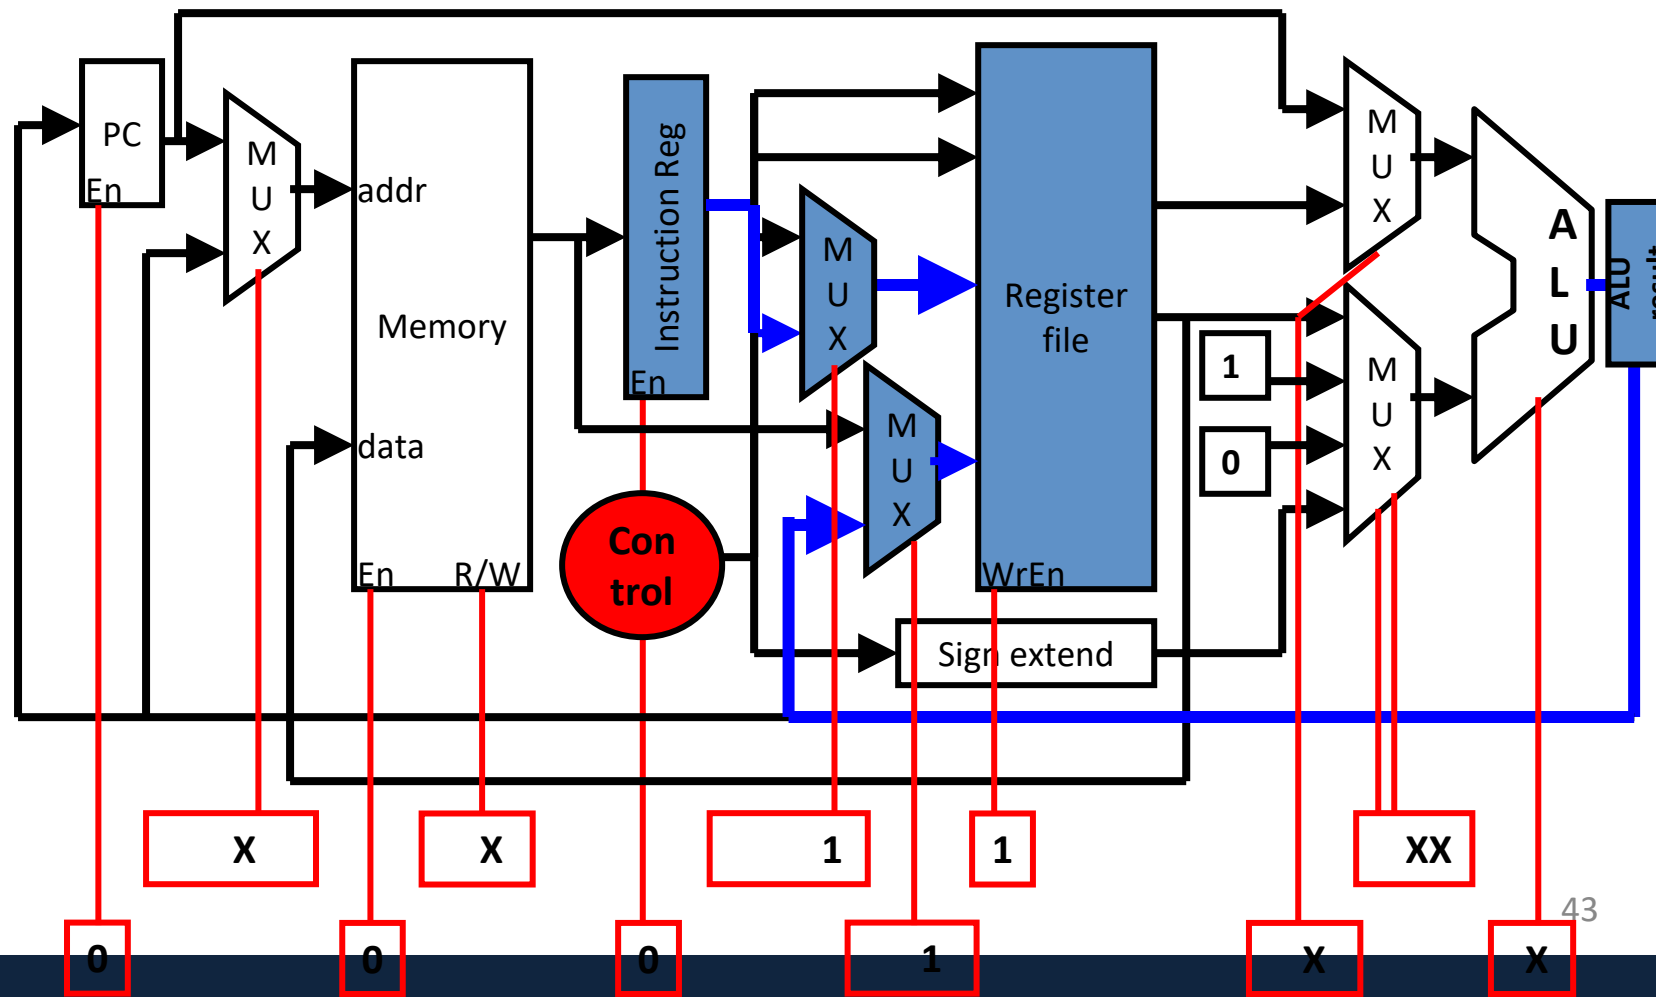 PC
En
M
U
X
addr
Memory
data
En
R/W
Instruction Reg
En
Con
trol
M
U
X
M
U
X
Register
file
WrEn
Sign extend
1
0
M
U
X
M
U
X
A
L
U
ALU
result
X
X
1
1
XX
43
0
0
0
1
X
X